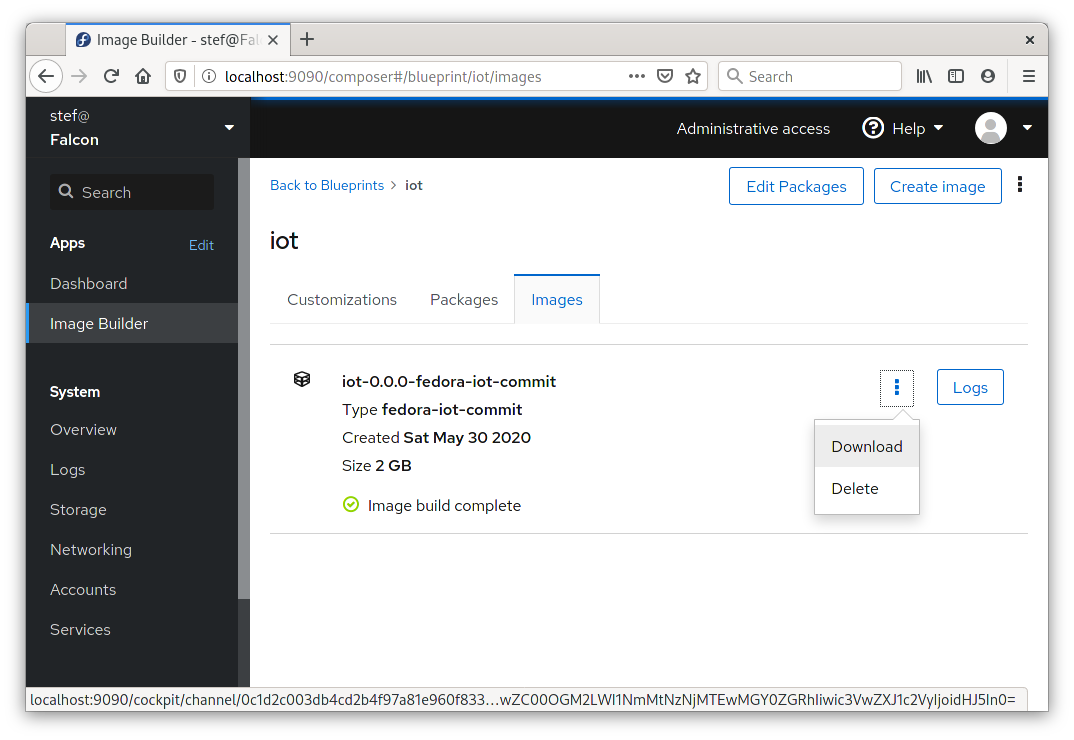 Image Builder - stef@Fal
localhost:9090/composer#/blueprint/iot/images
Search
stef@
Falcon
Administrative access
Help
Search
Apps
Edit
Dashboard
Image Builder
System
Overview
Logs
Storage
Networking
Accounts
Services
Back to Blueprints > iot
Edit Packages
Create image
iot
Customizations
Packages
Images
iot-0.0.0-fedora-iot-commit
Type fedora-iot-commit
Created Sat May 30 2020
Size 2 GB
Image build complete
Logs
Download
Delete
localhost:9090/cockpit/channel/0c1d2c003db4cd2b4f97a81e960f833...wZC00OGM2LWI1NmMtNzNjMTEwMGY0ZGRhIiwic3VwZXJ1c2VyIjoidHJ5In0=